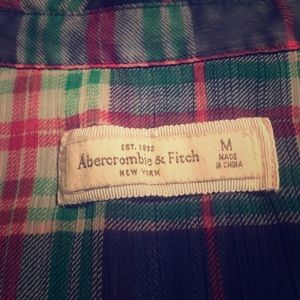 EST. 1892
Abercrombie & Fitch
NEW YORK
M
MADE
IN CHINA